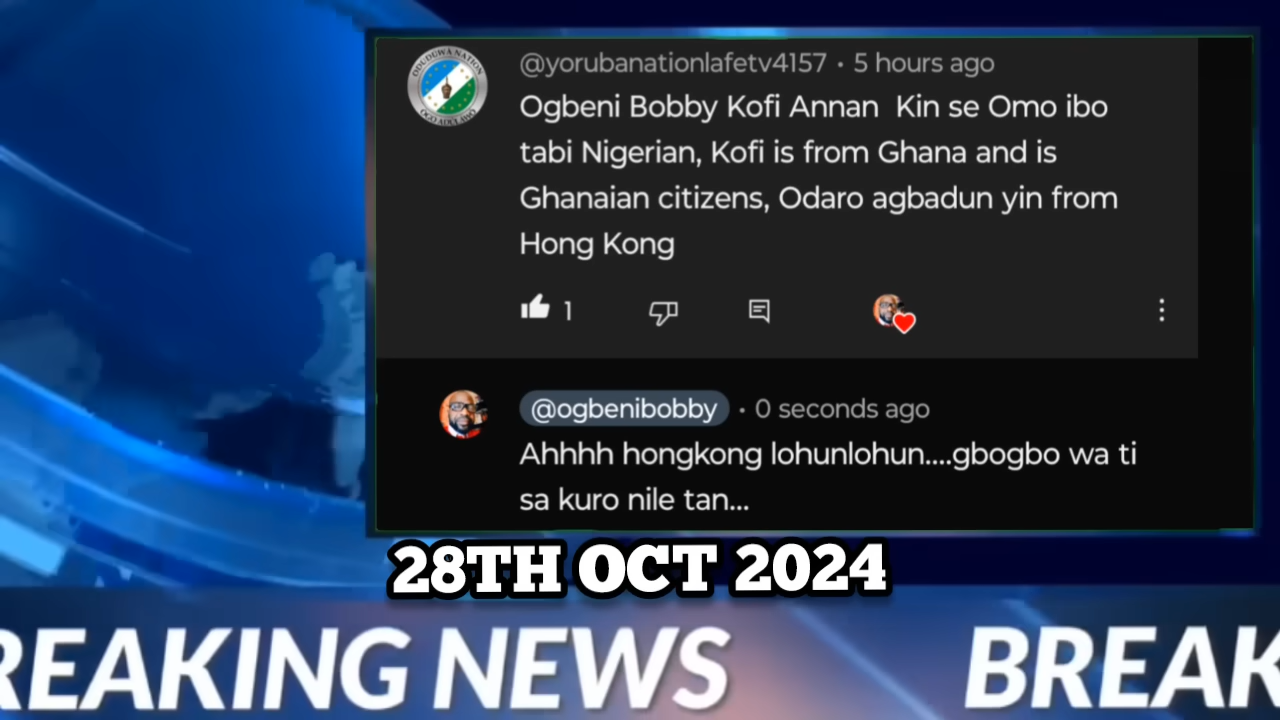 ODUDUWA NATION
@yorubanationlafetv4157 • 5 hours ago
Ogbeni Bobby Kofi Annan Kin se Omo ibo
tabi Nigerian, Kofi is from Ghana and is
Ghanaian citizens, Odaro agbadun yin from
Hong Kong
1
@ogbenibobby • 0 seconds ago
Ahhhh hongkong lohunlohun....gbogbo wa ti
sa kuro nile tan...
28TH OCT 2024
REAKING NEWS BREAK